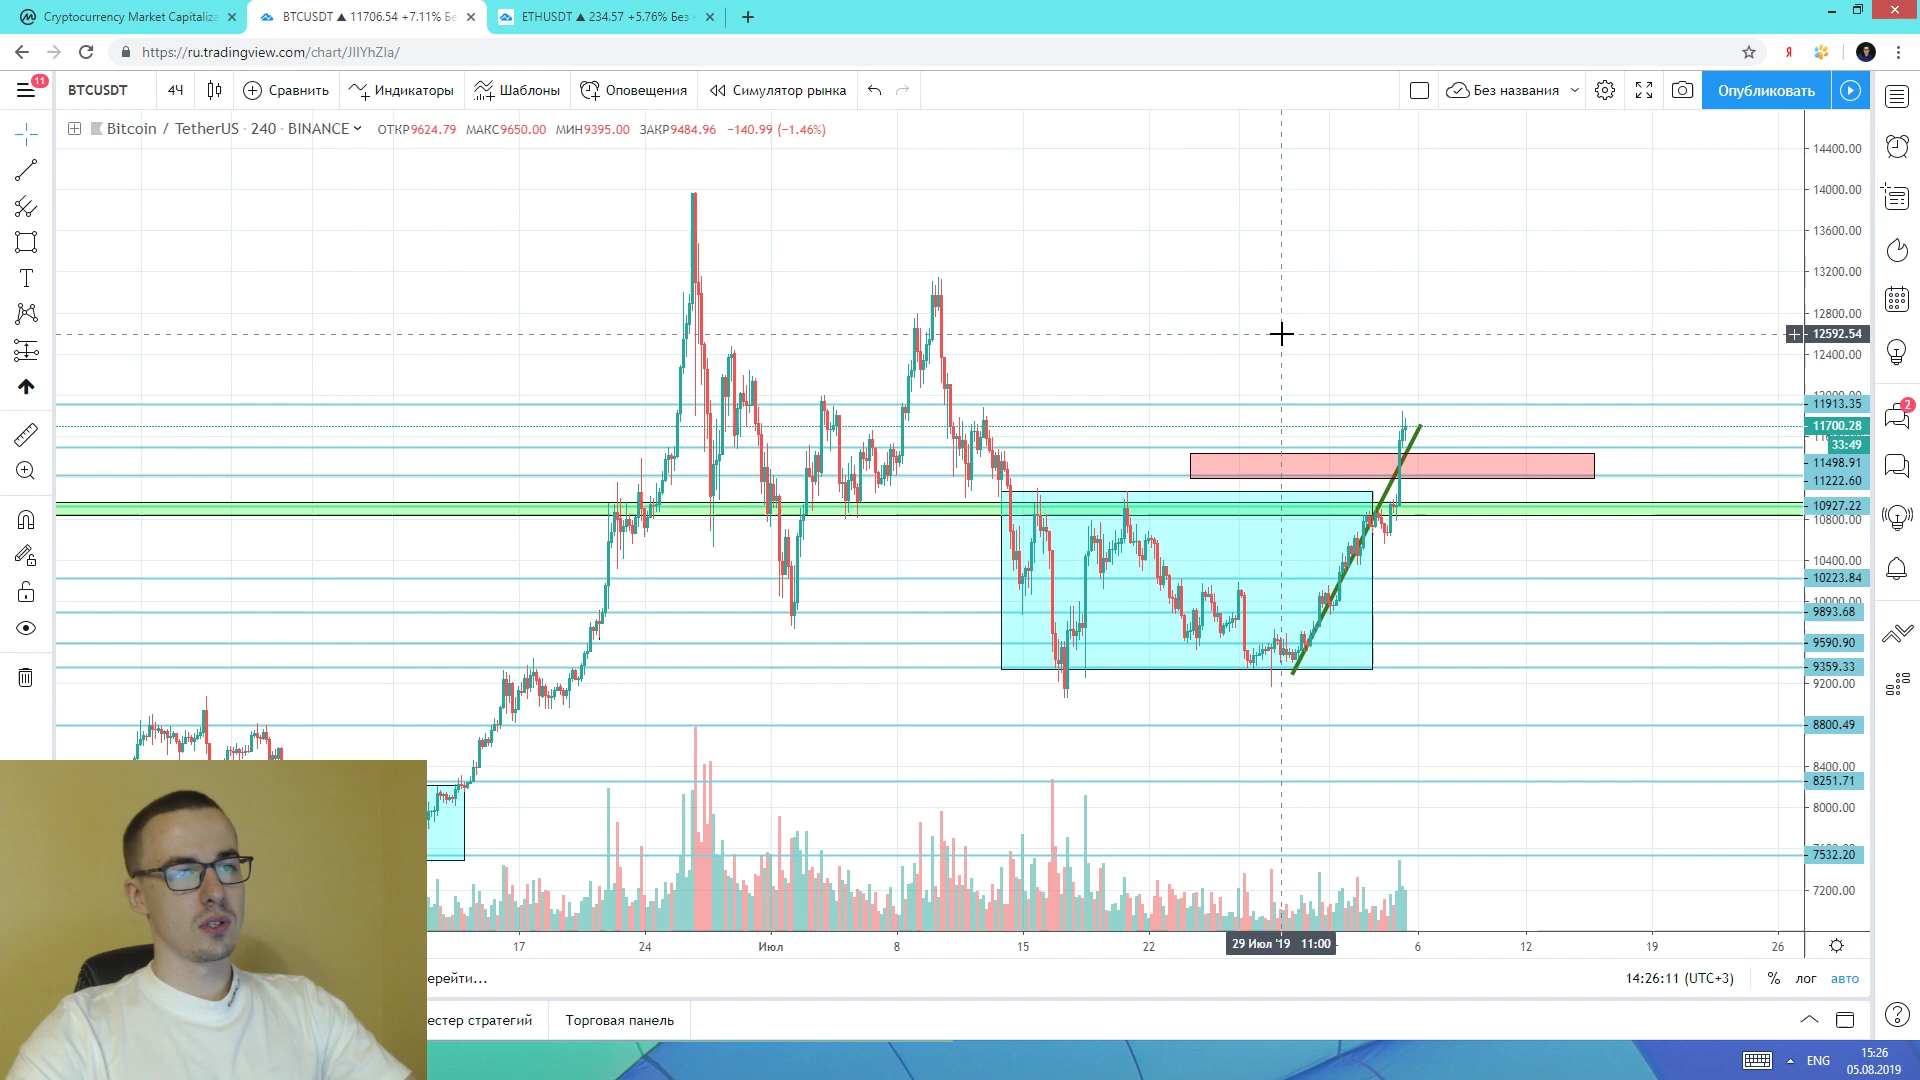 Cryptocurrency Market Capitaliza
BTCUSDT ▲ 11706.54 +7.11% Бе
ETHUSDT ▲ 234.57 +5.76% Без
https://ru.tradingview.com/chart/JIIYhZIa/
Я
11
BTCUSDT 4Ч Сравнить Индикаторы Шаблоны Оповещения Симулятор рынка Без названия Опубликовать
Bitcoin / TetherUS · 240 · BINANCE ОТКР9624.79 МАКС9650.00 МИН9395.00 ЗАКР9484.96 −140.99 (−1.46%)
14400.00
14000.00
13600.00
13200.00
12800.00
12592.54
12400.00
11913.35
2
11700.28
33:49
11498.91
11222.60
10927.22
10800.00
10400.00
10223.84
10000.00
9893.68
9590.90
9359.33
9200.00
8800.49
8400.00
8251.71
8000.00
7532.20
7200.00
17 24 Июл 8 15 22 29 Июл '19 11:00 6 12 19 26
ерейти...
14:26:11 (UTC+3) % лог авто
естер стратегий Торговая панель
ENG
15:26
05.08.2019